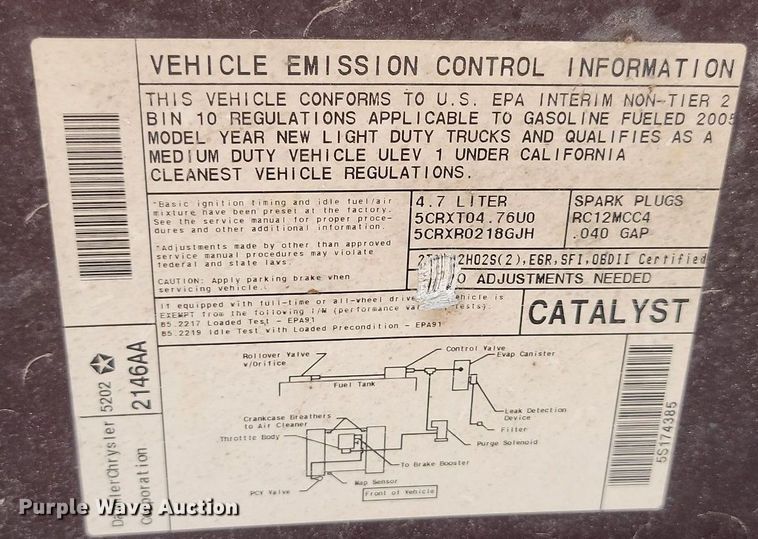 VEHICLE EMISSION CONTROL INFORMATION
THIS VEHICLE CONFORMS TO U.S. EPA INTERIM NON-TIER 2
BIN 10 REGULATIONS APPLICABLE TO GASOLINE FUELED 2005
MODEL YEAR NEW LIGHT DUTY TRUCKS AND QUALIFIES AS A
MEDIUM DUTY VEHICLE ULEV 1 UNDER CALIFORNIA
CLEANEST VEHICLE REGULATIONS.
*Basic ignition timing and idle fuel/air
mixture have been preset at the factory.
See the service manual for proper proce-
dures and other additional information.
*Adjustments made by other than approved
service manual procedures may violate
federal and state laws.
CAUTION: Apply parking brake when
servicing vehicle.
4.7 LITER
5CRXT04.76U0
5CRXR0218GJH
SPARK PLUGS
RC12MCC4
.040 GAP
2HO2S(2),EGR,SFI,OBDII Certified
NO ADJUSTMENTS NEEDED
If equipped with full-time or all-wheel drive, vehicle is
EXEMPT from the following I/M (performance tests).
85.2217 Loaded Test - EPA91
85.2219 Idle Test with Loaded Precondition - EPA91
CATALYST
Rollover Valve
w/Orifice
Fuel Tank
Control Valve
Evap Canister
Leak Detection
Device
Filter
Purge Solenoid
Crankcase Breathers
to Air Cleaner
Throttle Body
To Brake Booster
Map Sensor
PCV Valve
Front of Vehicle
DaimlerChrysler
Corporation
5202
2146AA
5S174385
Purple Wave Auction